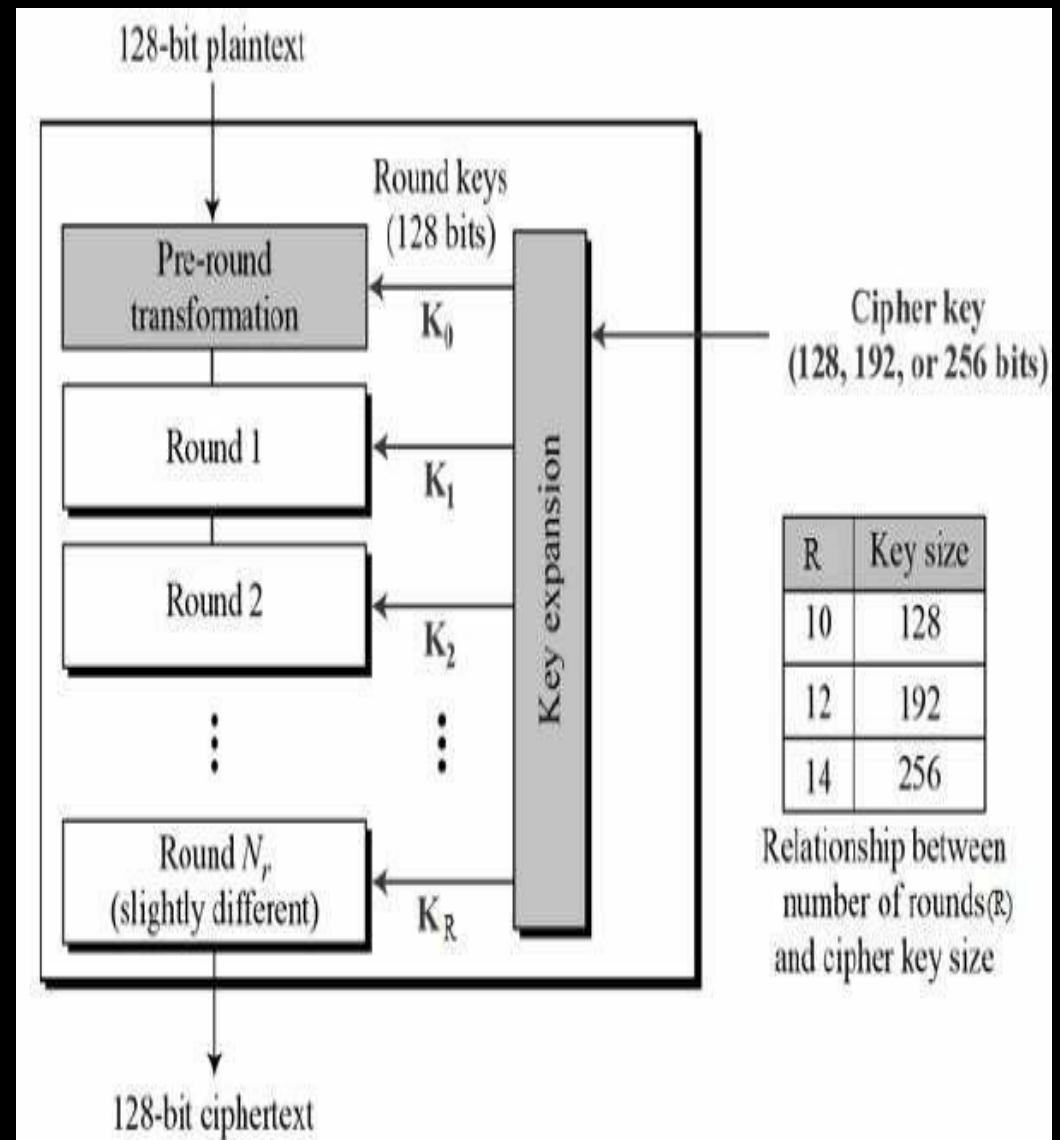 128-bit plaintext
Round keys
(128 bits)
Pre-round
transformation
K0
Cipher key
(128, 192, or 256 bits)
Round 1
K1
Key expansion
R Key size
10 128
12 192
14 256
Round 2
K2
Relationship between
number of rounds(R)
and cipher key size
Round Nr
(slightly different)
KR
128-bit ciphertext